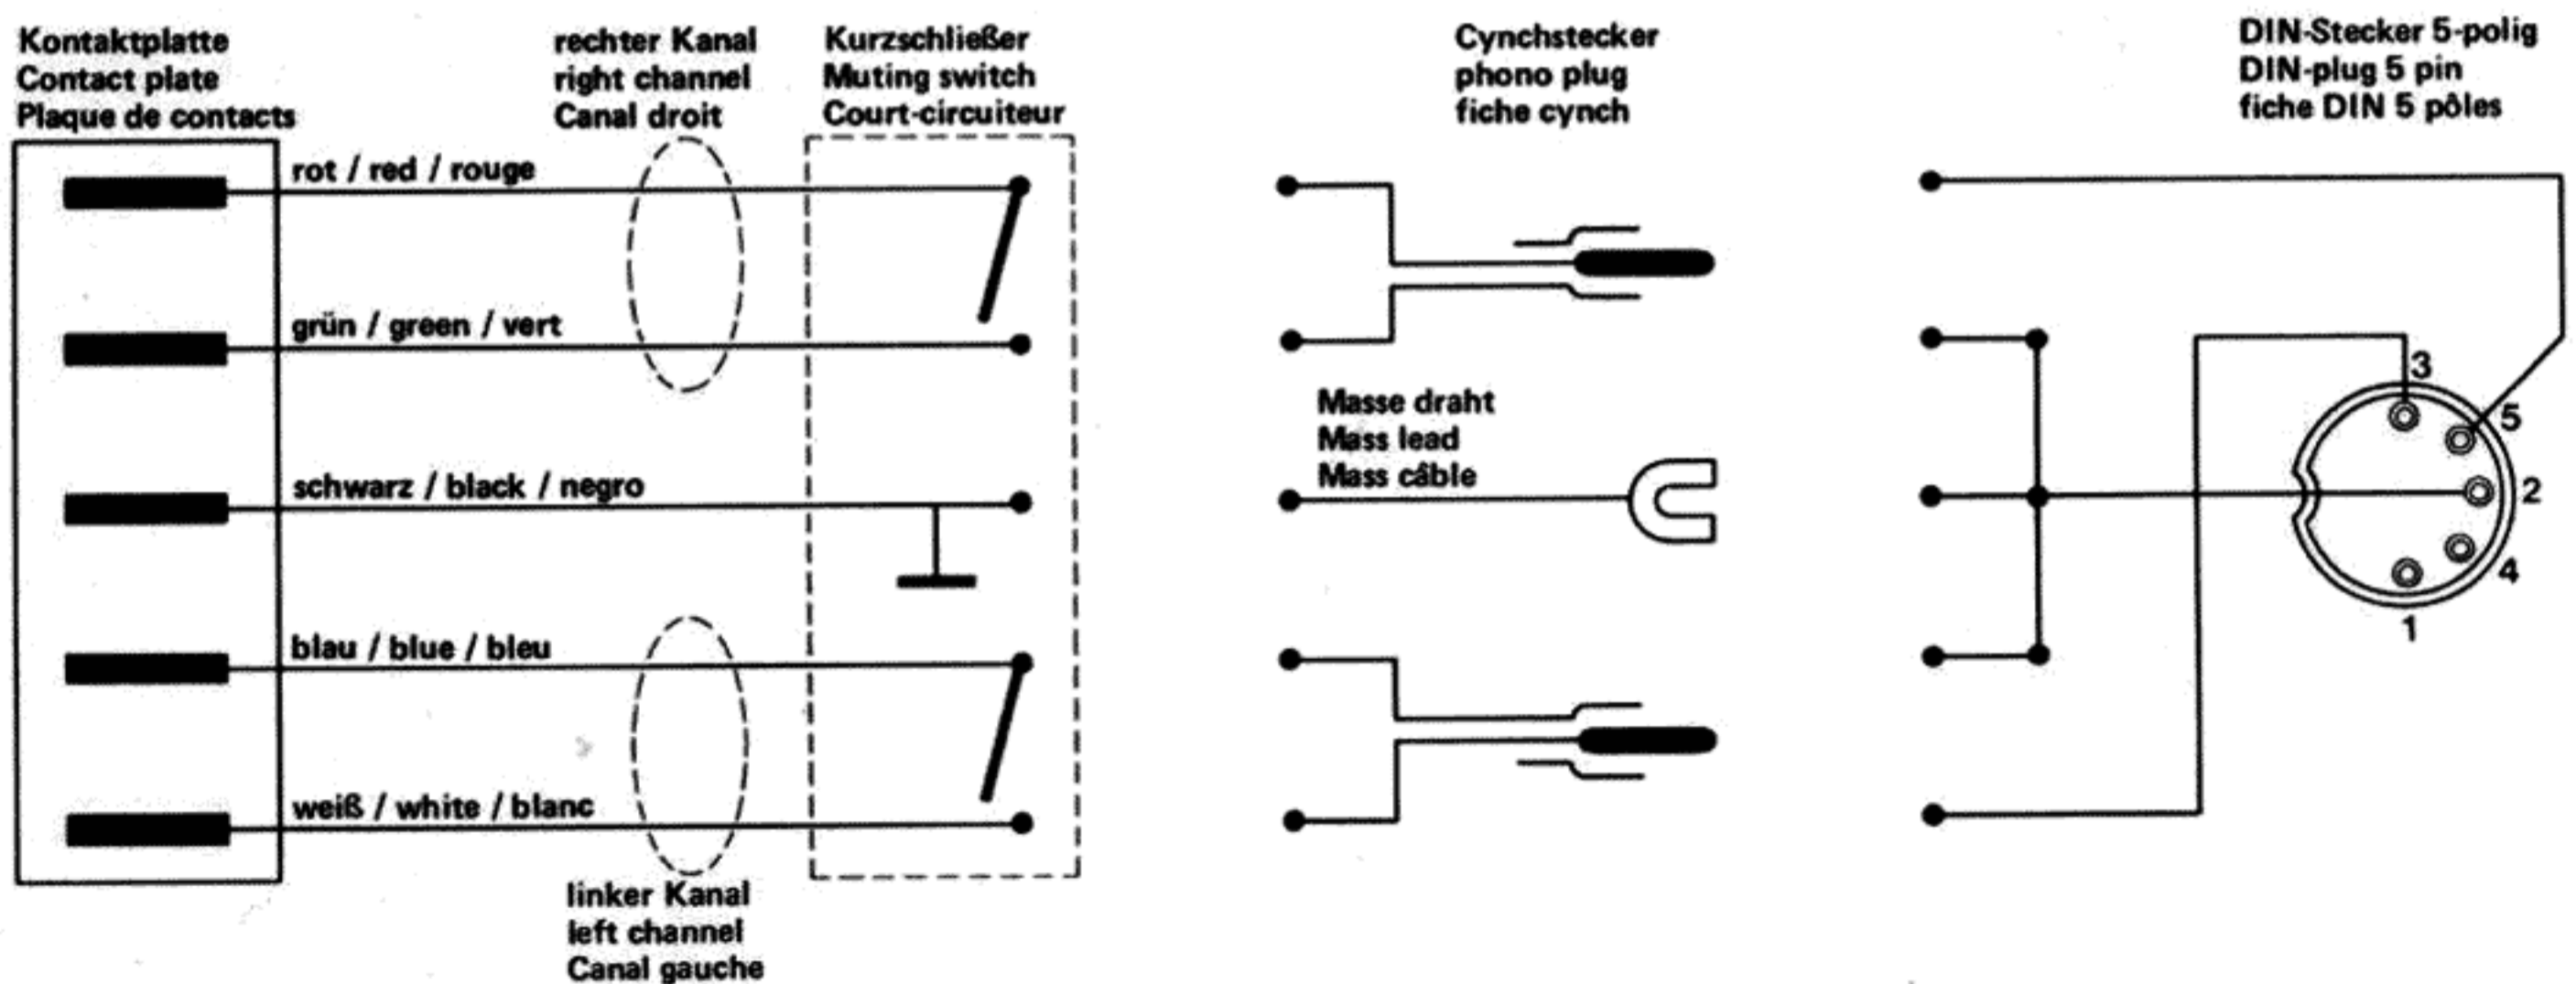 Kontaktplatte
Contact plate
Plaque de contacts
rechter Kanal
right channel
Canal droit
Kurzschließer
Muting switch
Court-circuiteur
Cynchstecker
phono plug
fiche cynch
DIN-Stecker 5-polig
DIN-plug 5 pin
fiche DIN 5 pôles
rot / red / rouge
grün / green / vert
schwarz / black / negro
blau / blue / bleu
weiß / white / blanc
linker Kanal
left channel
Canal gauche
Masse draht
Mass lead
Mass câble
3
5
2
4
1